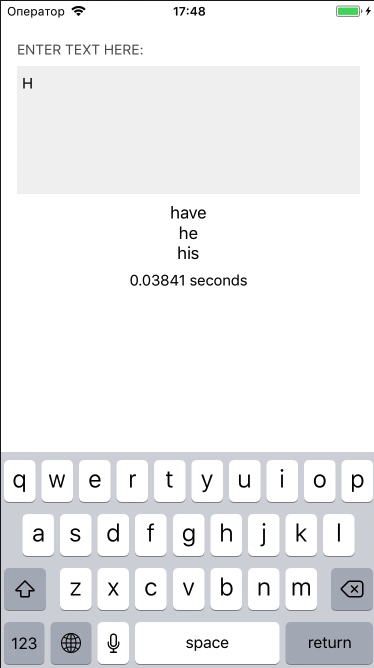 Оператор 17:48
ENTER TEXT HERE:
H
have
he
his
0.03841 seconds
q w e r t y u i o p
a s d f g h j k l
z x c v b n m
123 space return